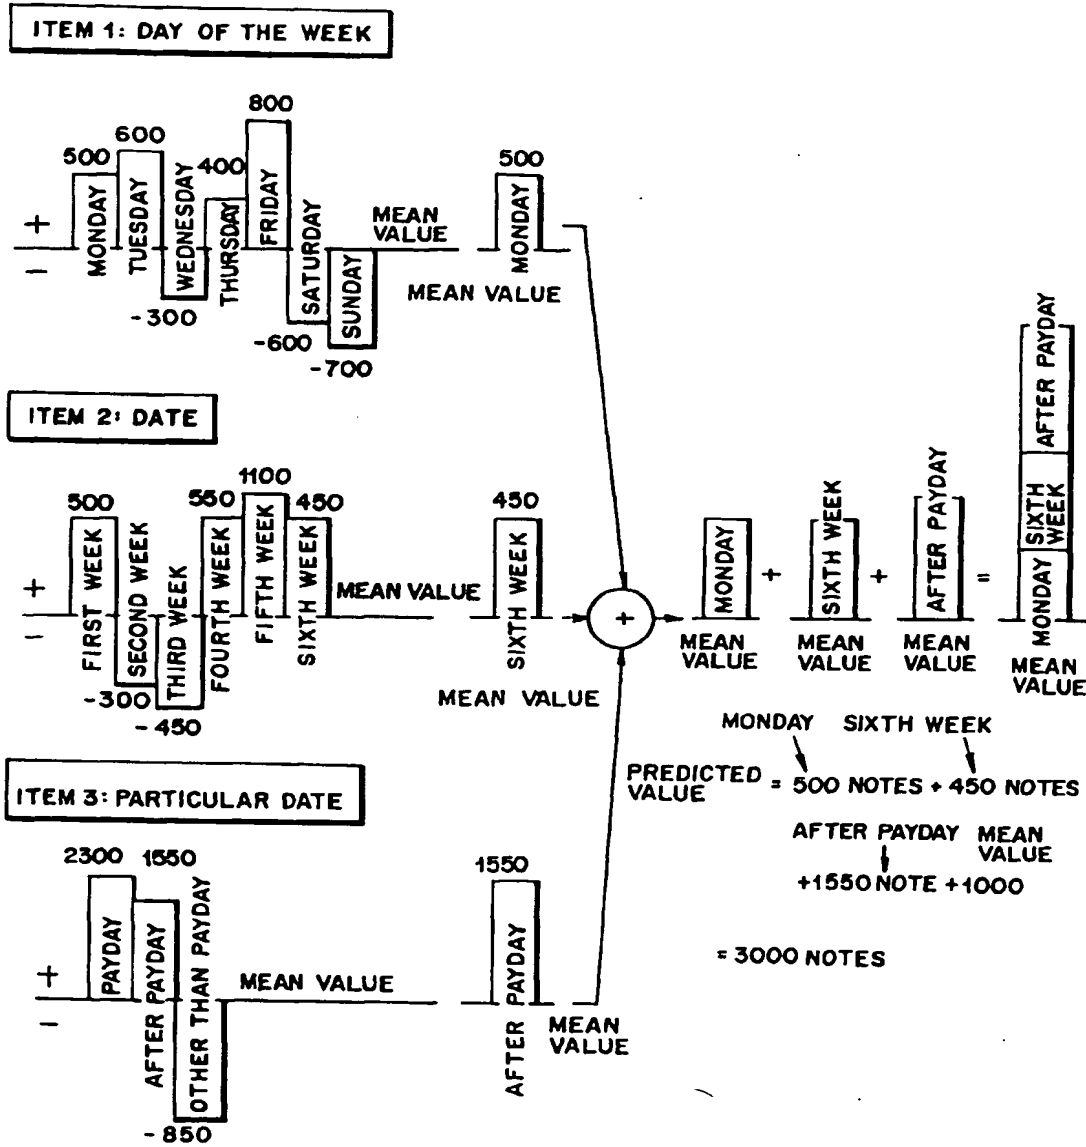 ITEM 1: DAY OF THE WEEK
500
600
-300
400
800
-600
-700
MONDAY
TUESDAY
WEDNESDAY
THURSDAY
FRIDAY
SATURDAY
SUNDAY
+
−
MEAN
VALUE
500
MONDAY
MEAN VALUE
ITEM 2: DATE
500
-300
-450
550
1100
450
FIRST WEEK
SECOND WEEK
THIRD WEEK
FOURTH WEEK
FIFTH WEEK
SIXTH WEEK
+
−
MEAN VALUE
450
SIXTH WEEK
MEAN VALUE
ITEM 3: PARTICULAR DATE
2300
1550
-850
PAYDAY
AFTER PAYDAY
OTHER THAN PAYDAY
+
−
MEAN VALUE
1550
AFTER PAYDAY
MEAN
VALUE
+
MONDAY
MEAN
VALUE
+
SIXTH WEEK
MEAN
VALUE
+
AFTER PAYDAY
MEAN
VALUE
=
AFTER PAYDAY
SIXTH
WEEK
MONDAY
MEAN
VALUE
MONDAY SIXTH WEEK
PREDICTED
VALUE
= 500 NOTES + 450 NOTES
AFTER PAYDAY MEAN
VALUE
+1550 NOTE +1000
= 3000 NOTES